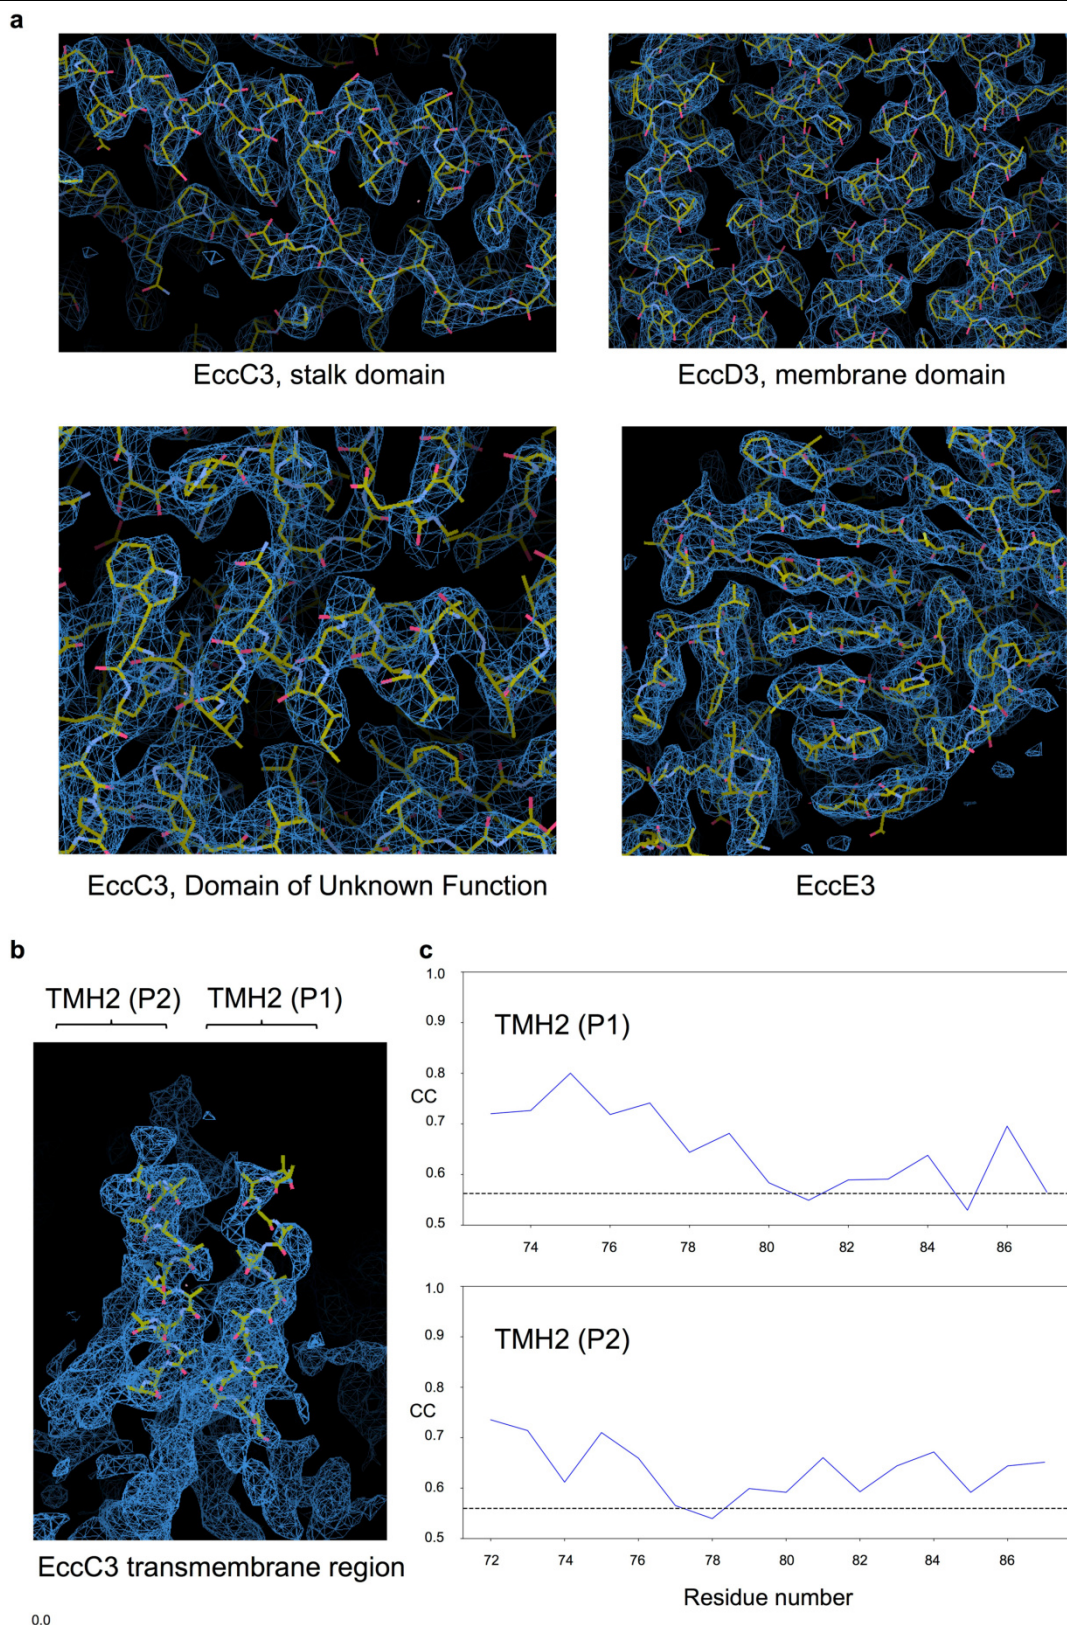 a
EccC3, stalk domain
EccD3, membrane domain
EccC3, Domain of Unknown Function
EccE3
b
c
TMH2 (P2)
TMH2 (P1)
EccC3 transmembrane region
1.0
0.9
TMH2 (P1)
0.8
CC
0.7
0.6
0.5
74
76
78
80
82
84
86
1.0
0.9
TMH2 (P2)
0.8
CC
0.7
0.6
0.5
72
74
76
78
80
82
84
86
Residue number
0.0